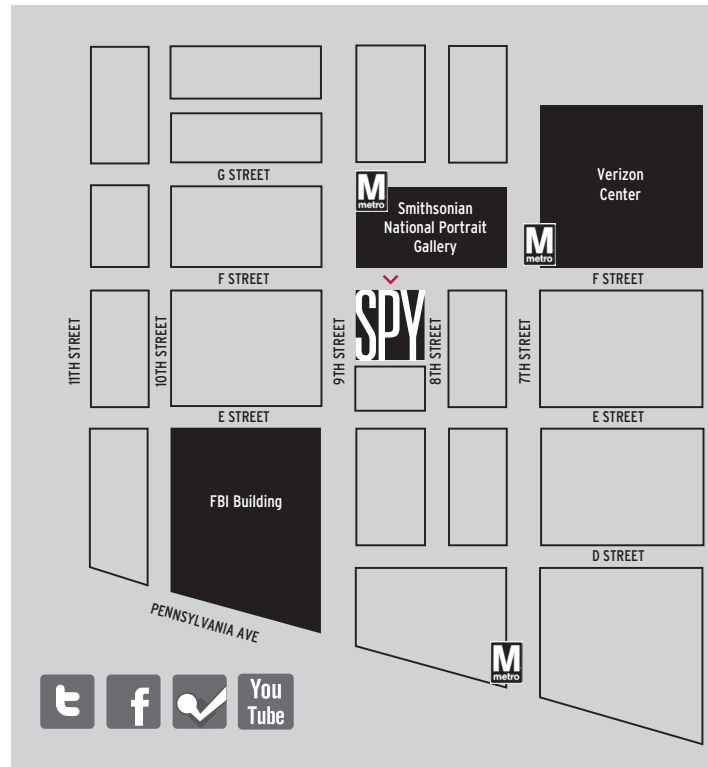 G STREET
M
metro
Smithsonian
National Portrait
Gallery
Verizon
Center
M
metro
F STREET
F STREET
11TH STREET
10TH STREET
9TH STREET
SPY
8TH STREET
7TH STREET
E STREET
E STREET
FBI Building
D STREET
PENNSYLVANIA AVE
M
metro
t
f
You
Tube